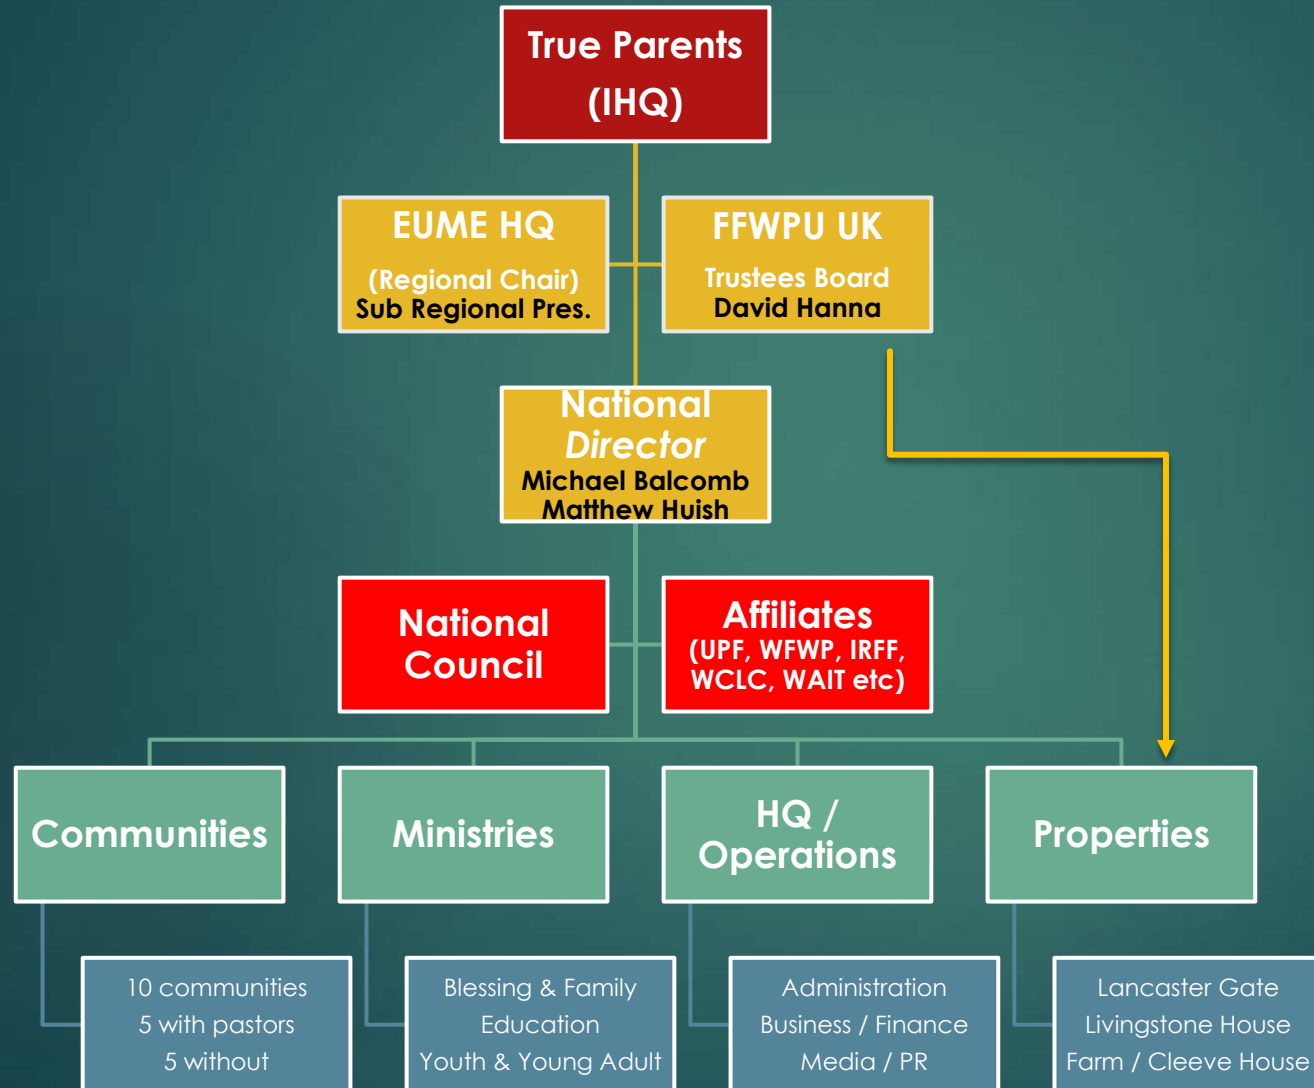 True Parents
(IHQ)
EUME HQ
(Regional Chair)
Sub Regional Pres.
FFWPU UK
Trustees Board
David Hanna
National
Director
Michael Balcomb
Matthew Huish
National
Council
Affiliates
(UPF, WFWP, IRFF,
WCLC, WAIT etc)
Communities
Ministries
HQ /
Operations
Properties
10 communities
5 with pastors
5 without
Blessing & Family
Education
Youth & Young Adult
Administration
Business / Finance
Media / PR
Lancaster Gate
Livingstone House
Farm / Cleeve House